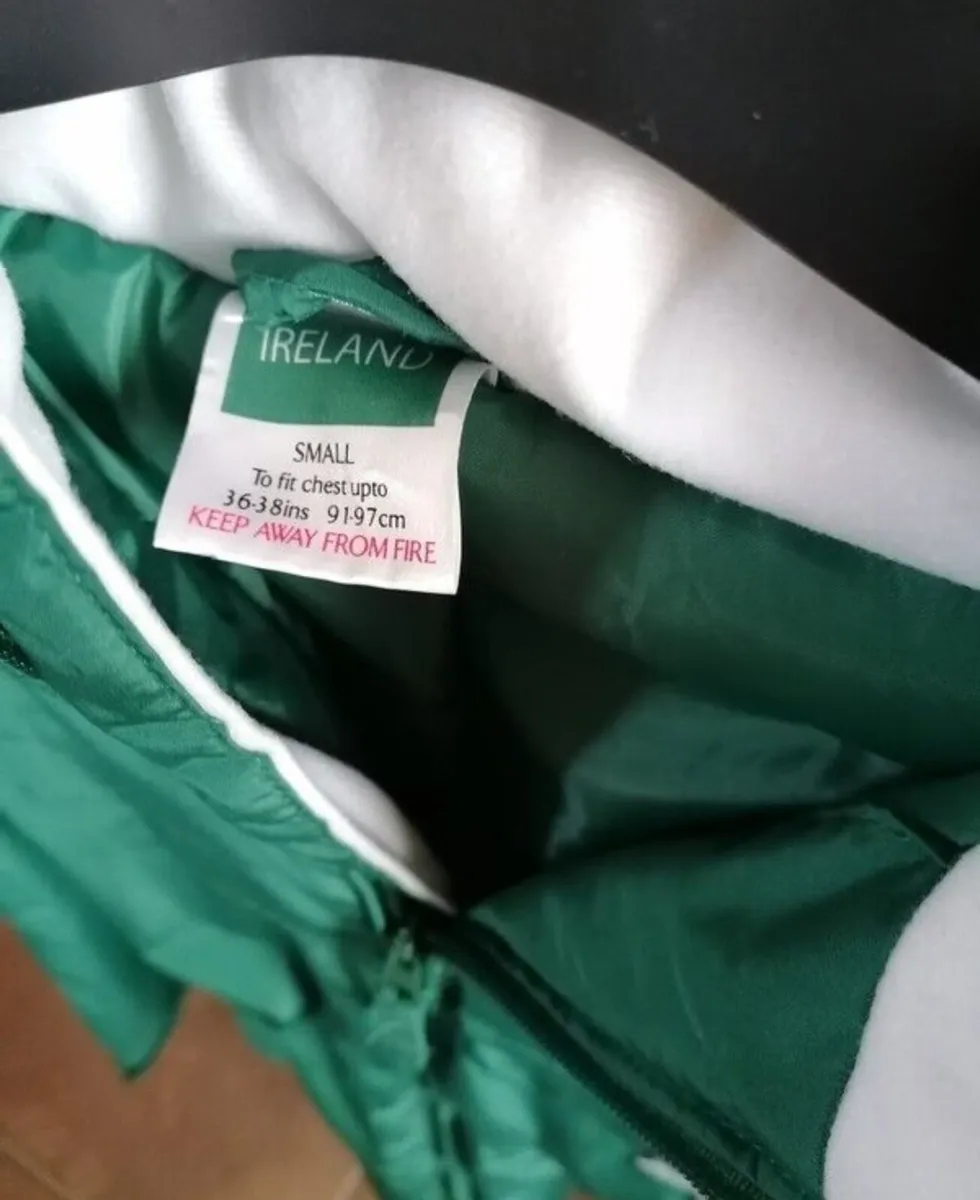 IRELAND
SMALL
To fit chest upto
36-38ins 91-97cm
KEEP AWAY FROM FIRE